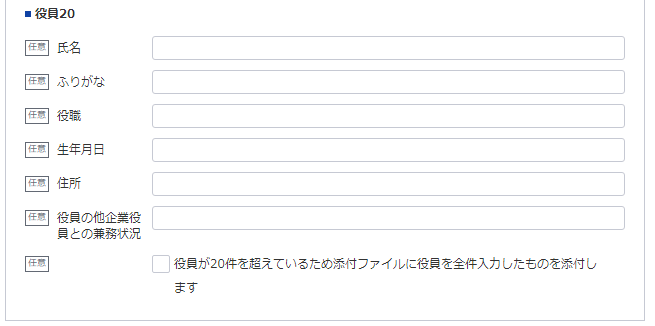 役員20
任意 氏名
任意 ふりがな
任意 役職
任意 生年月日
任意 住所
任意 役員の他企業役
員との兼務状況
任意 役員が20件を超えているため添付ファイルに役員を全件入力したものを添付し
ます